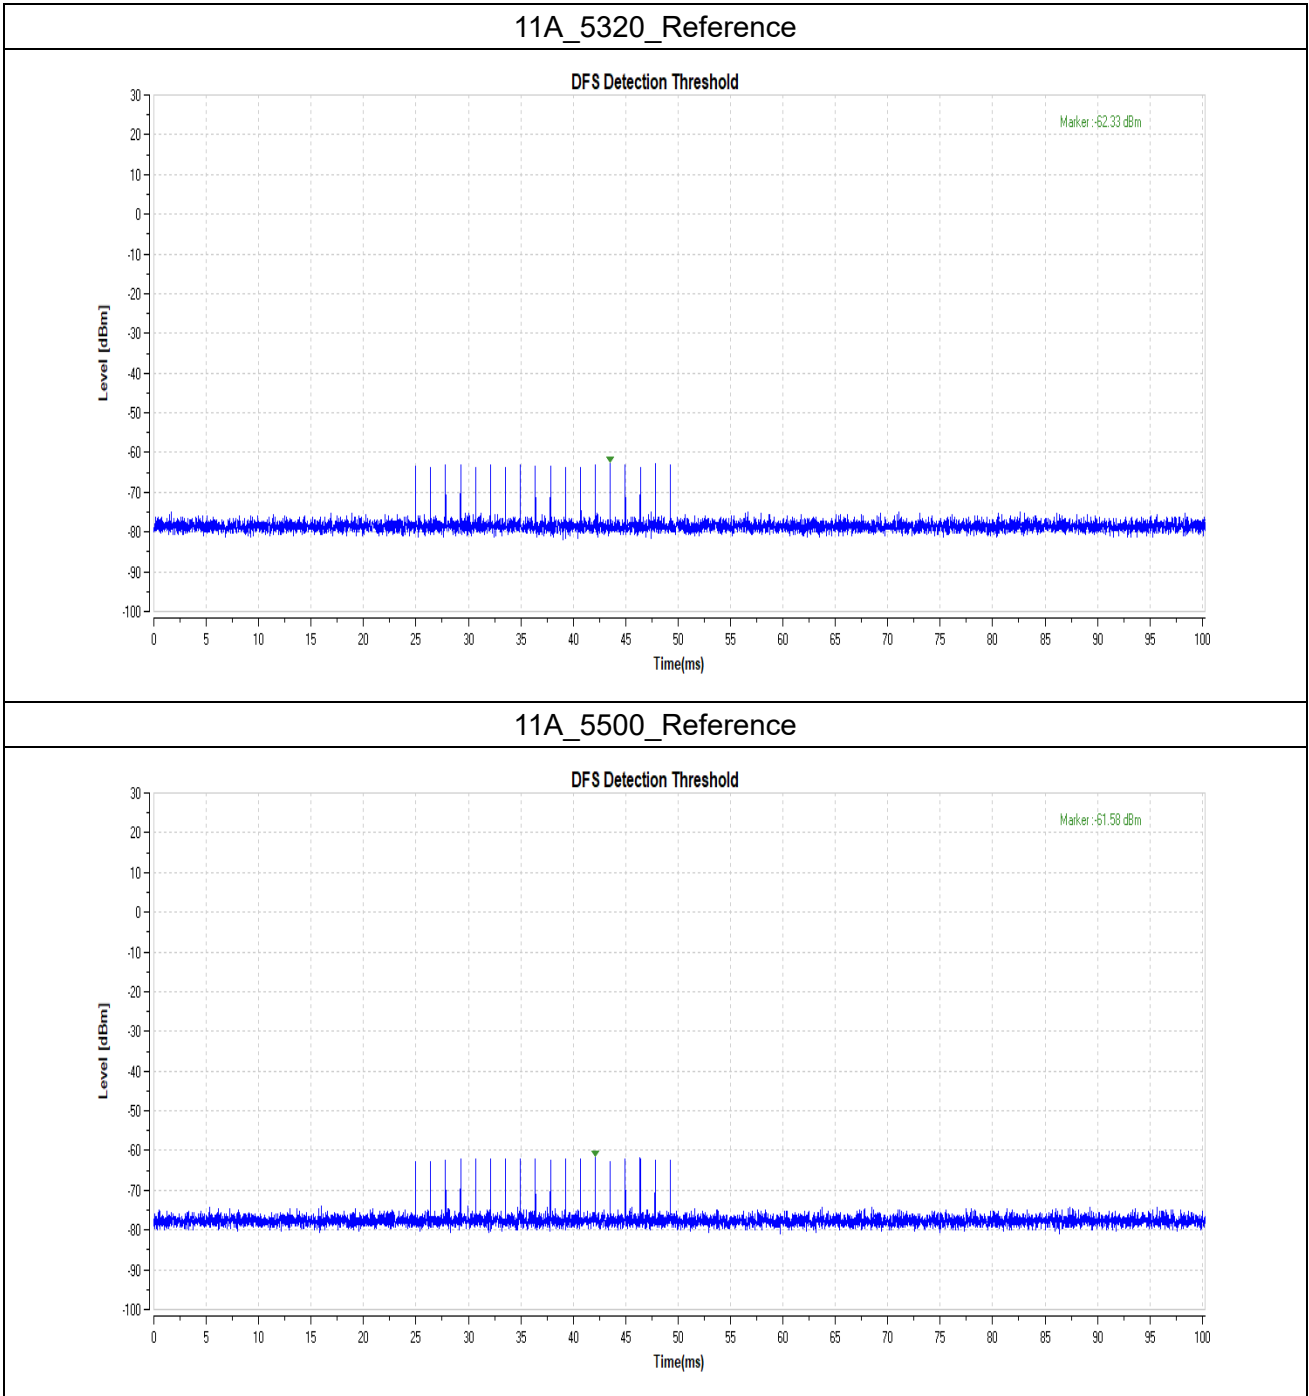 11A_5320_Reference
DFS Detection Threshold
Marker :-62.33 dBm
30
20
10
0
-10
-20
-30
-40
-50
-60
-70
-80
-90
-100
Level [dBm]
0 5 10 15 20 25 30 35 40 45 50 55 60 65 70 75 80 85 90 95 100
Time(ms)
11A_5500_Reference
DFS Detection Threshold
Marker :-61.58 dBm
30
20
10
0
-10
-20
-30
-40
-50
-60
-70
-80
-90
-100
Level [dBm]
0 5 10 15 20 25 30 35 40 45 50 55 60 65 70 75 80 85 90 95 100
Time(ms)